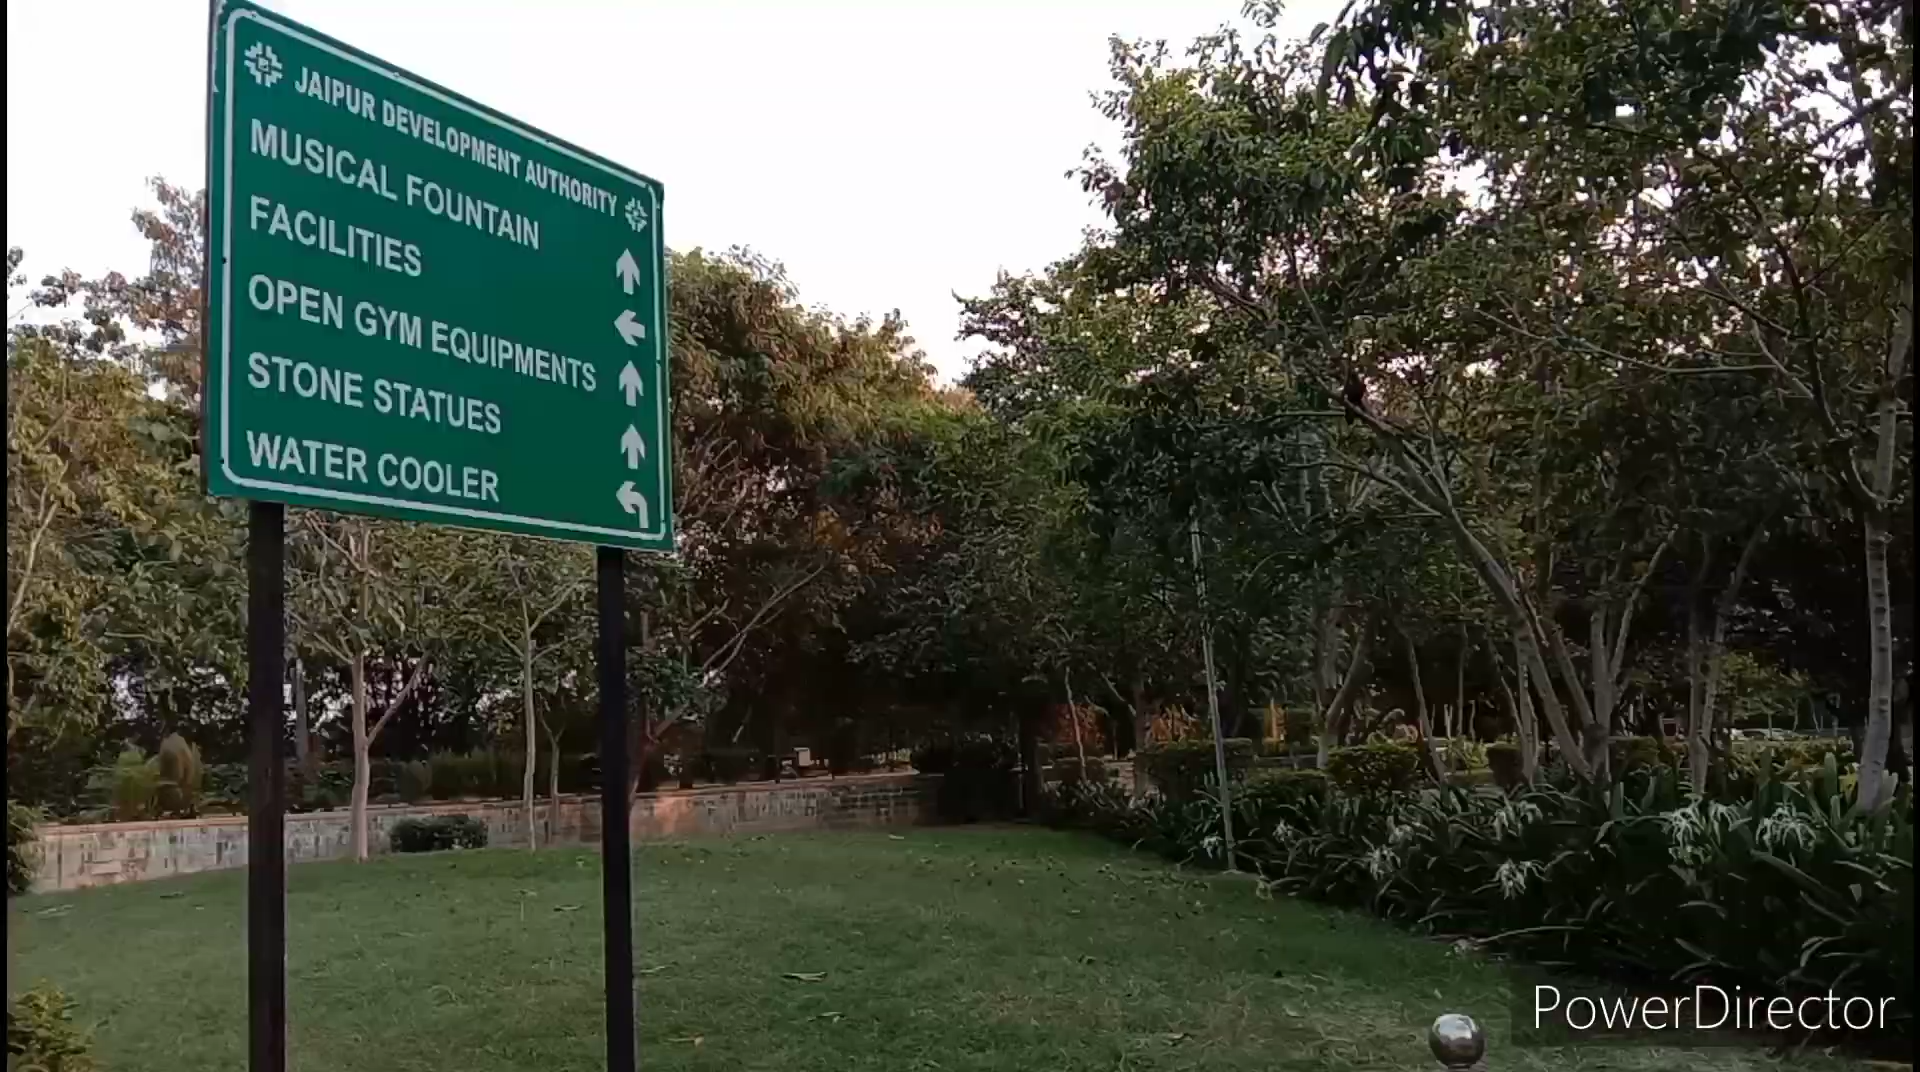 JAIPUR DEVELOPMENT AUTHORITY
MUSICAL FOUNTAIN
FACILITIES
OPEN GYM EQUIPMENTS
STONE STATUES
WATER COOLER
PowerDirector